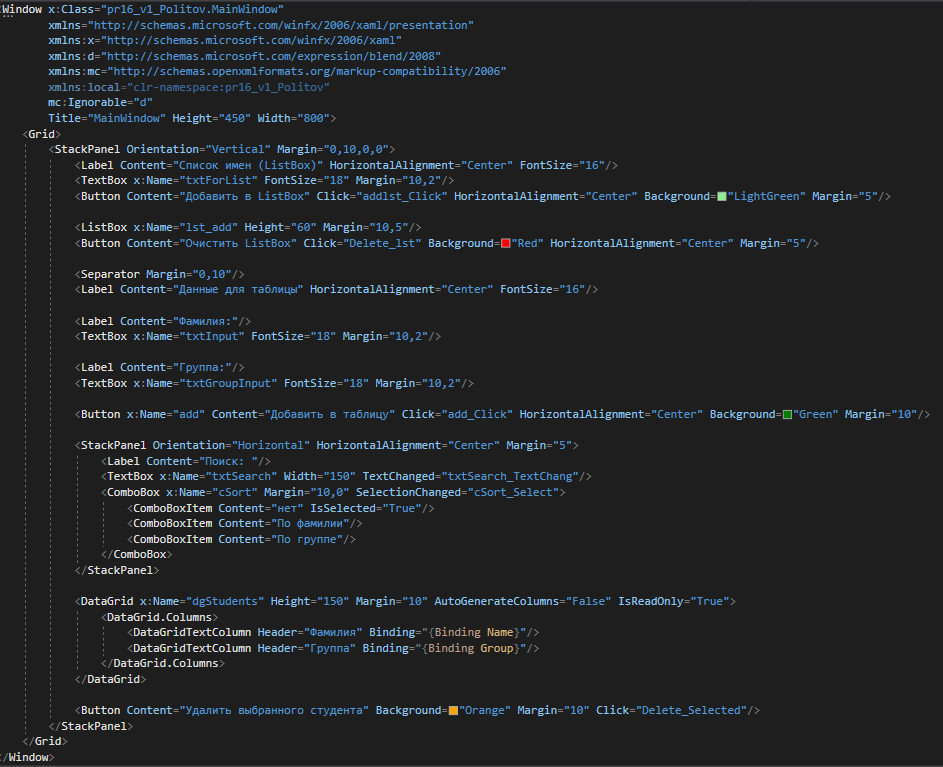 Window x:Class="pr16_v1_Politov.MainWindow"
xmlns="http://schemas.microsoft.com/winfx/2006/xaml/presentation"
xmlns:x="http://schemas.microsoft.com/winfx/2006/xaml"
xmlns:d="http://schemas.microsoft.com/expression/blend/2008"
xmlns:mc="http://schemas.openxmlformats.org/markup-compatibility/2006"
xmlns:local="clr-namespace:pr16_v1_Politov"
mc:Ignorable="d"
Title="MainWindow" Height="450" Width="800">
<Grid>
<StackPanel Orientation="Vertical" Margin="0,10,0,0">
<Label Content="Список имен (ListBox)" HorizontalAlignment="Center" FontSize="16"/>
<TextBox x:Name="txtForList" FontSize="18" Margin="10,2"/>
<Button Content="Добавить в ListBox" Click="addlst_Click" HorizontalAlignment="Center" Background="LightGreen" Margin="5"/>
<ListBox x:Name="lst_add" Height="60" Margin="10,5"/>
<Button Content="Очистить ListBox" Click="Delete_lst" Background="Red" HorizontalAlignment="Center" Margin="5"/>
<Separator Margin="0,10"/>
<Label Content="Данные для таблицы" HorizontalAlignment="Center" FontSize="16"/>
<Label Content="Фамилия:"/>
<TextBox x:Name="txtInput" FontSize="18" Margin="10,2"/>
<Label Content="Группа:"/>
<TextBox x:Name="txtGroupInput" FontSize="18" Margin="10,2"/>
<Button x:Name="add" Content="Добавить в таблицу" Click="add_Click" HorizontalAlignment="Center" Background="Green" Margin="10"/>
<StackPanel Orientation="Horizontal" HorizontalAlignment="Center" Margin="5">
<Label Content="Поиск: "/>
<TextBox x:Name="txtSearch" Width="150" TextChanged="txtSearch_TextChang"/>
<ComboBox x:Name="cSort" Margin="10,0" SelectionChanged="cSort_Select">
<ComboBoxItem Content="нет" IsSelected="True"/>
<ComboBoxItem Content="По фамилии"/>
<ComboBoxItem Content="По группе"/>
</ComboBox>
</StackPanel>
<DataGrid x:Name="dgStudents" Height="150" Margin="10" AutoGenerateColumns="False" IsReadOnly="True">
<DataGrid.Columns>
<DataGridTextColumn Header="Фамилия" Binding="{Binding Name}"/>
<DataGridTextColumn Header="Группа" Binding="{Binding Group}"/>
</DataGrid.Columns>
</DataGrid>
<Button Content="Удалить выбранного студента" Background="Orange" Margin="10" Click="Delete_Selected"/>
</StackPanel>
</Grid>
/Window>